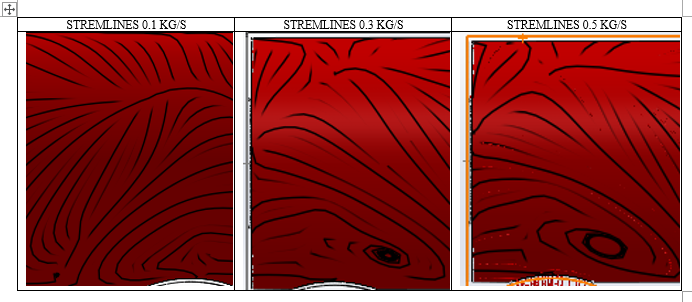 STREMLINES 0.1 KG/S
STREMLINES 0.3 KG/S
STREMLINES 0.5 KG/S